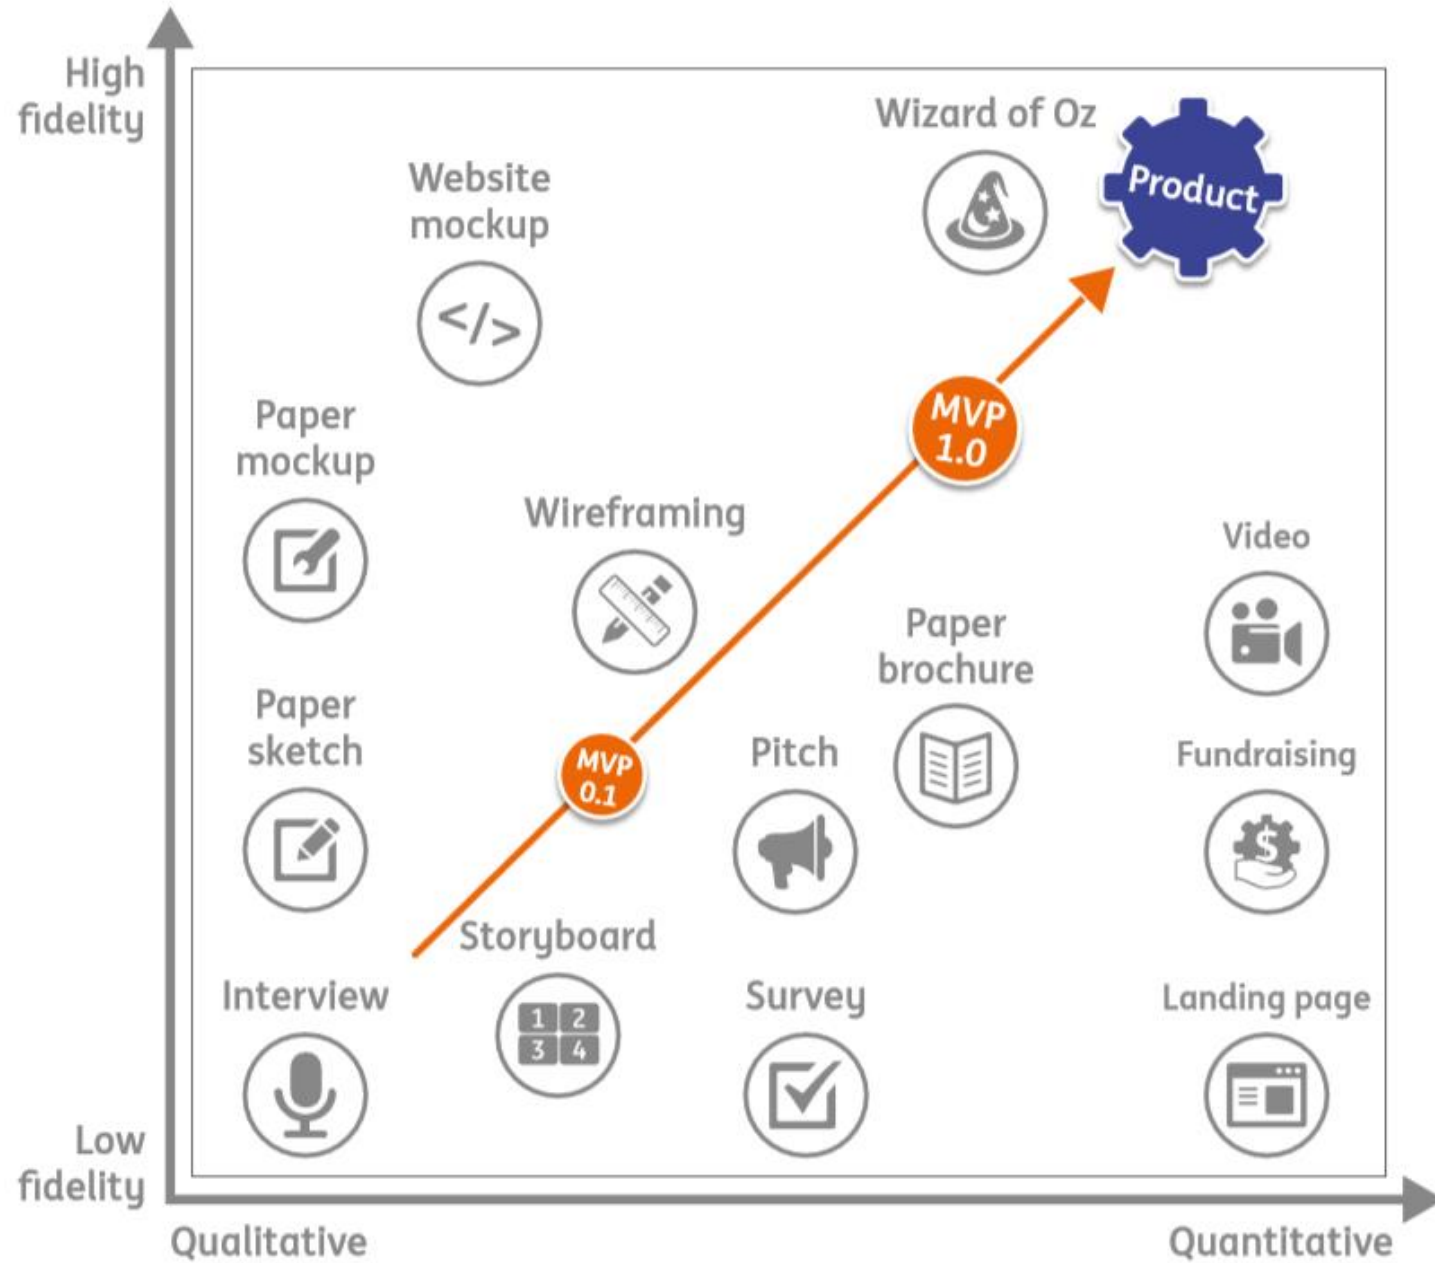 High
fidelity
Wizard of Oz
Product
Website
mockup
</>
MVP
1.0
Paper
mockup
Wireframing
Video
Paper
brochure
Paper
sketch
MVP
0.1
Pitch
Fundraising
$
Storyboard
1 2
3 4
Interview
Survey
Landing page
Low
fidelity
Qualitative
Quantitative